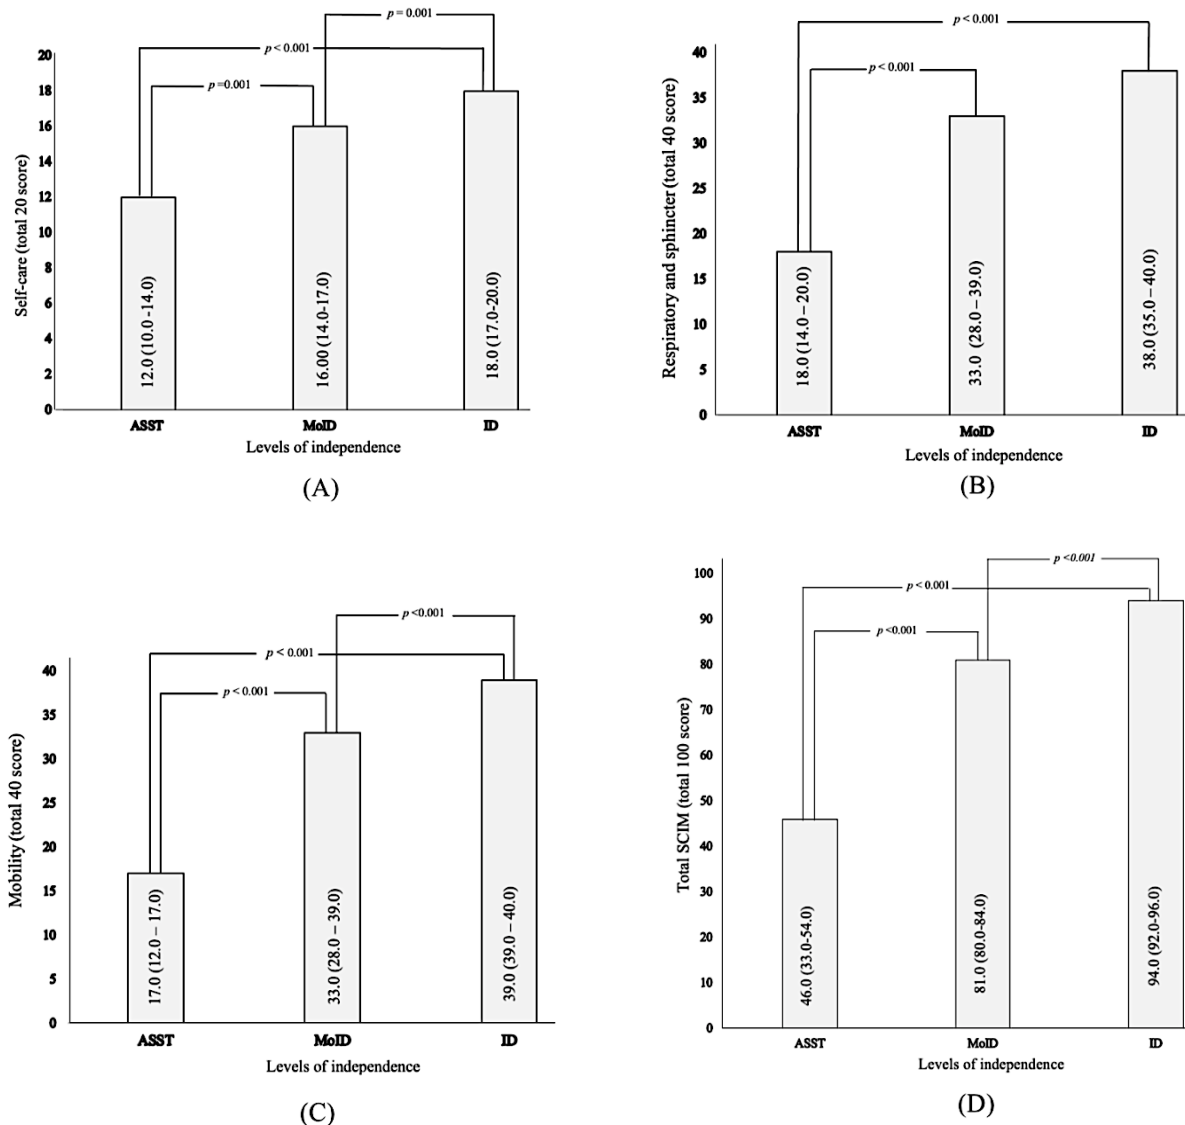 p = 0.001
p < 0.001
p =0.001
Self-care (total 20 score)
20
18
16
14
12
10
8
6
4
2
0
12.0 (10.0 -14.0)
16.00 (14.0-17.0)
18.0 (17.0-20.0)
ASST MoID ID
Levels of independence
(A)
p < 0.001
p < 0.001
Respiratory and sphincter (total 40 score)
40
35
30
25
20
15
10
5
0
18.0 (14.0 – 20.0)
33.0 (28.0 – 39.0)
38.0 (35.0 – 40.0)
ASST MoID ID
Levels of independence
(B)
p <0.001
p < 0.001
p < 0.001
Mobility (total 40 score)
40
35
30
25
20
15
10
5
0
17.0 (12.0 – 17.0)
33.0 (28.0 – 39.0)
39.0 (39.0 – 40.0)
ASST MoID ID
Levels of independence
(C)
p <0.001
p < 0.001
p <0.001
Total SCIM (total 100 score)
100
90
80
70
60
50
40
30
20
10
0
46.0 (33.0-54.0)
81.0 (80.0-84.0)
94.0 (92.0-96.0)
ASST MoID ID
Levels of independence
(D)